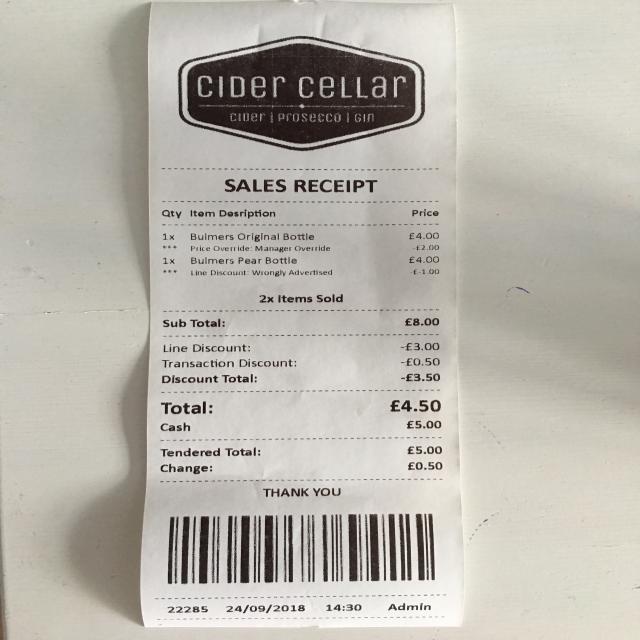 CIDER CELLAR
CIDER | PROSECCO | GIN
SALES RECEIPT
Qty Item Desription Price
1x Bulmers Original Bottle £4.00
*** Price Override: Manager Override -£2.00
1x Bulmers Pear Bottle £4.00
*** Line Discount: Wrongly Advertised -£-1.00
2x Items Sold
Sub Total: £8.00
Line Discount: -£3.00
Transaction Discount: -£0.50
Discount Total: -£3.50
Total: £4.50
Cash £5.00
Tendered Total: £5.00
Change: £0.50
THANK YOU
22285 24/09/2018 14:30 Admin